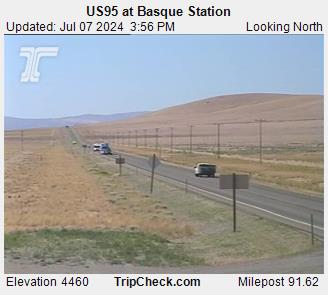 US95 at Basque Station
Updated: Jul 07 2024 3:56 PM Looking North
Elevation 4460 TripCheck.com Milepost 91.62